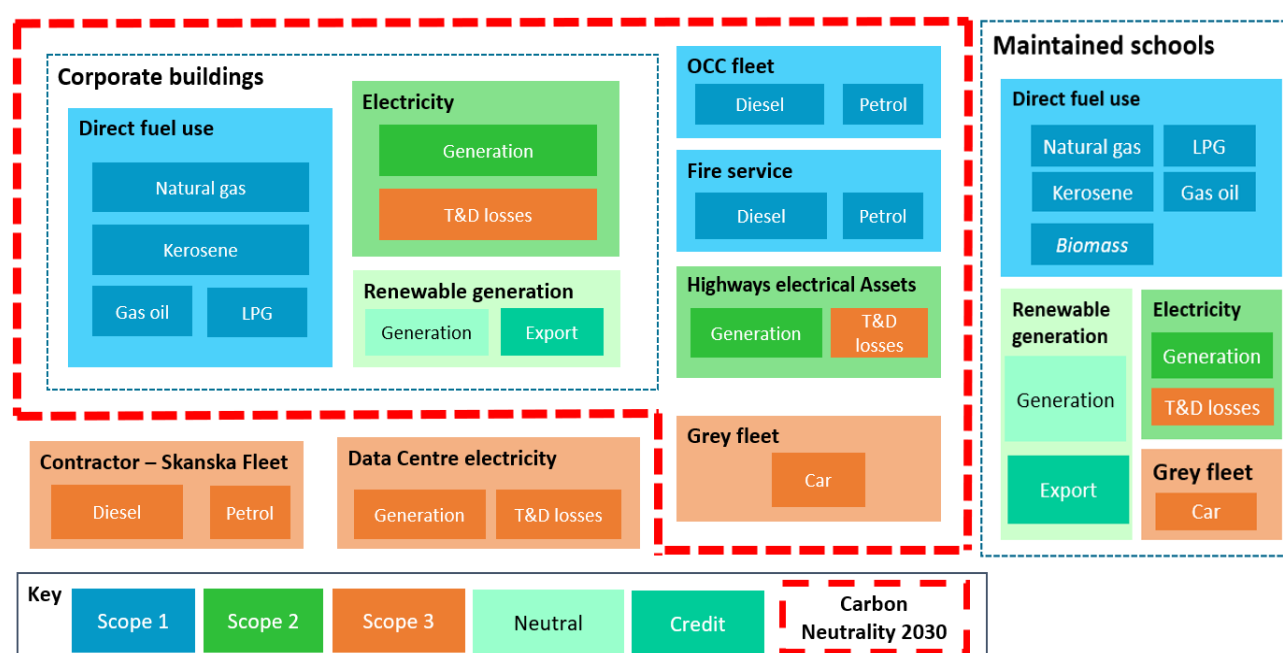 Corporate buildings
Direct fuel use
Natural gas
Kerosene
Gas oil
LPG
Electricity
Generation
T&D losses
Renewable generation
Generation
Export
OCC fleet
Diesel
Petrol
Fire service
Diesel
Petrol
Highways electrical Assets
Generation
T&D
losses
Grey fleet
Car
Contractor – Skanska Fleet
Diesel
Petrol
Data Centre electricity
Generation
T&D losses
Maintained schools
Direct fuel use
Natural gas
LPG
Kerosene
Gas oil
Biomass
Renewable
generation
Generation
Export
Electricity
Generation
T&D losses
Grey fleet
Car
Key
Scope 1
Scope 2
Scope 3
Neutral
Credit
Carbon
Neutrality 2030